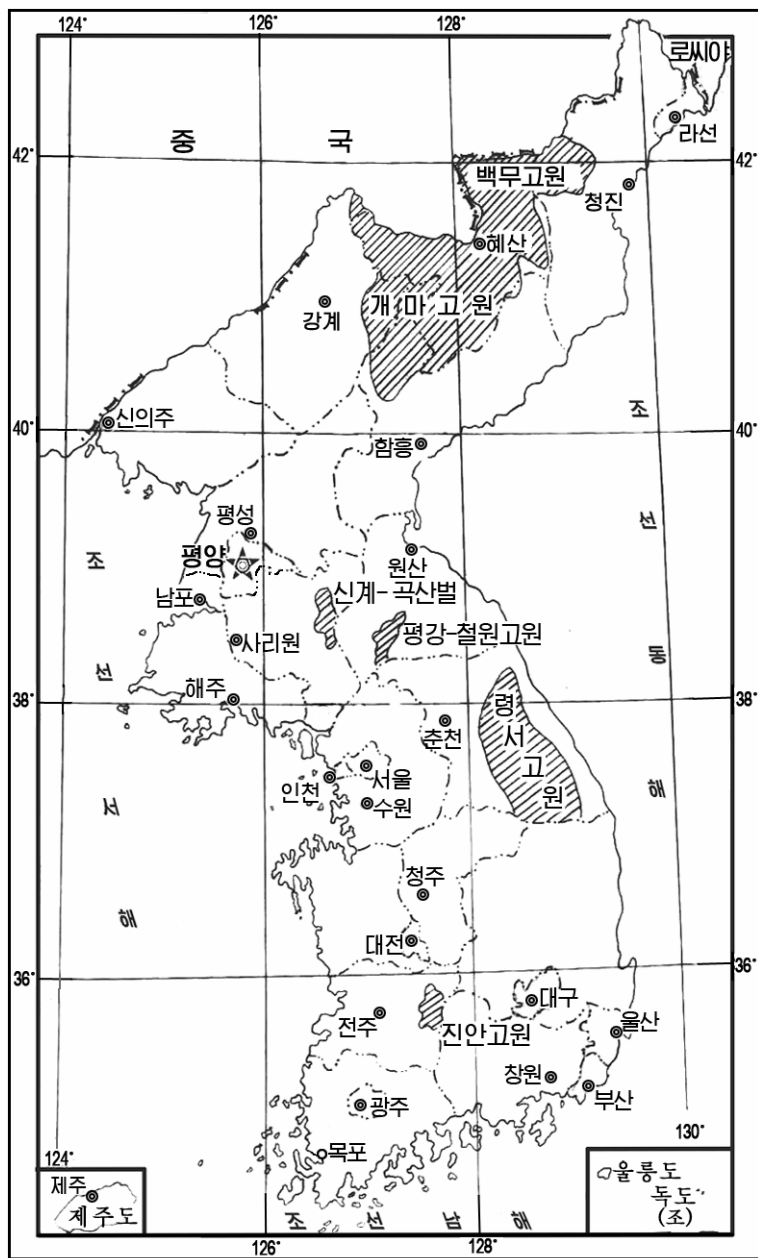 124° 126° 128°
로씨야
라선
중 국
42° 42°
백무고원
청진
혜산
개마고원
강계
신의주
40° 40°
조 선 동 해
함흥
평성
평양
원산
남포
신계-곡산벌
평강-철원고원
사리원
조 선 서 해
해주
38° 38°
령서고원
춘천
서울
인천
수원
청주
대전
36° 36°
대구
전주
진안고원
울산
창원
부산
광주
목포
124° 130°
제주
제주도
울릉도
독도
(조)
조 선 남 해
126° 128°